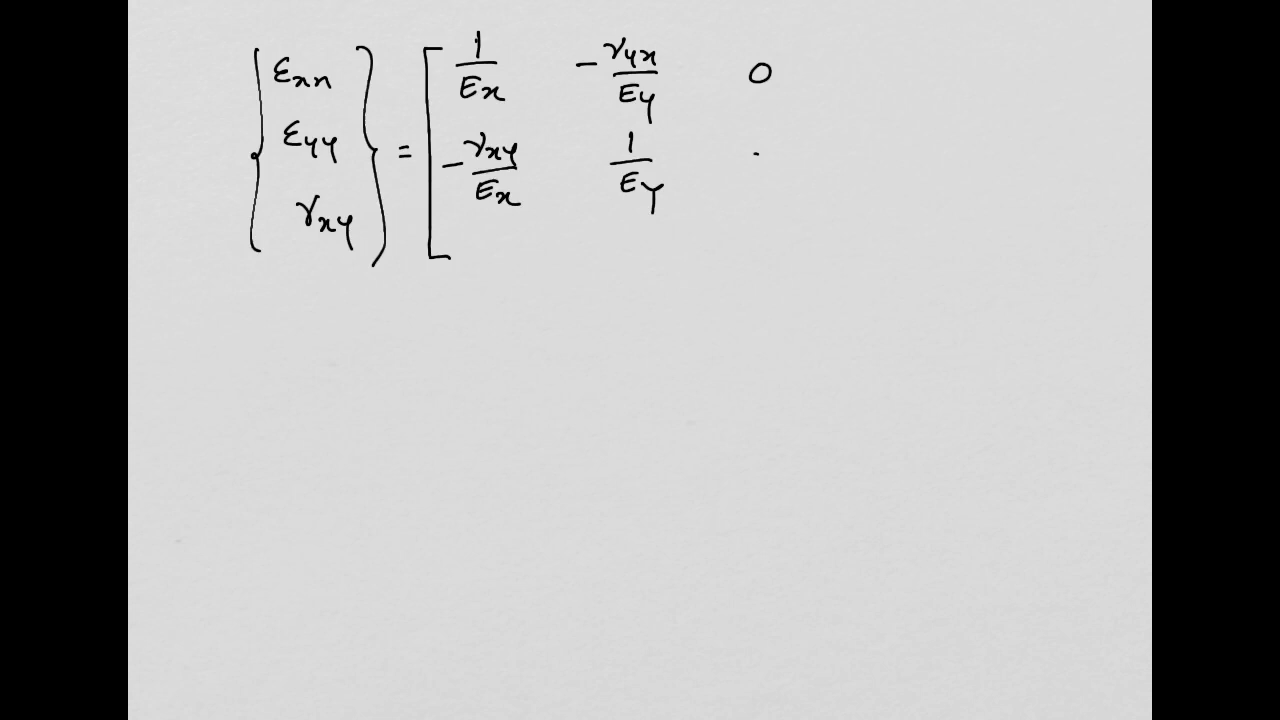 {ε_xx} = [ 1/E_x  -ν_yx/E_y  0
{ε_yy}  -ν_xy/E_x  1/E_y
{γ_xy}